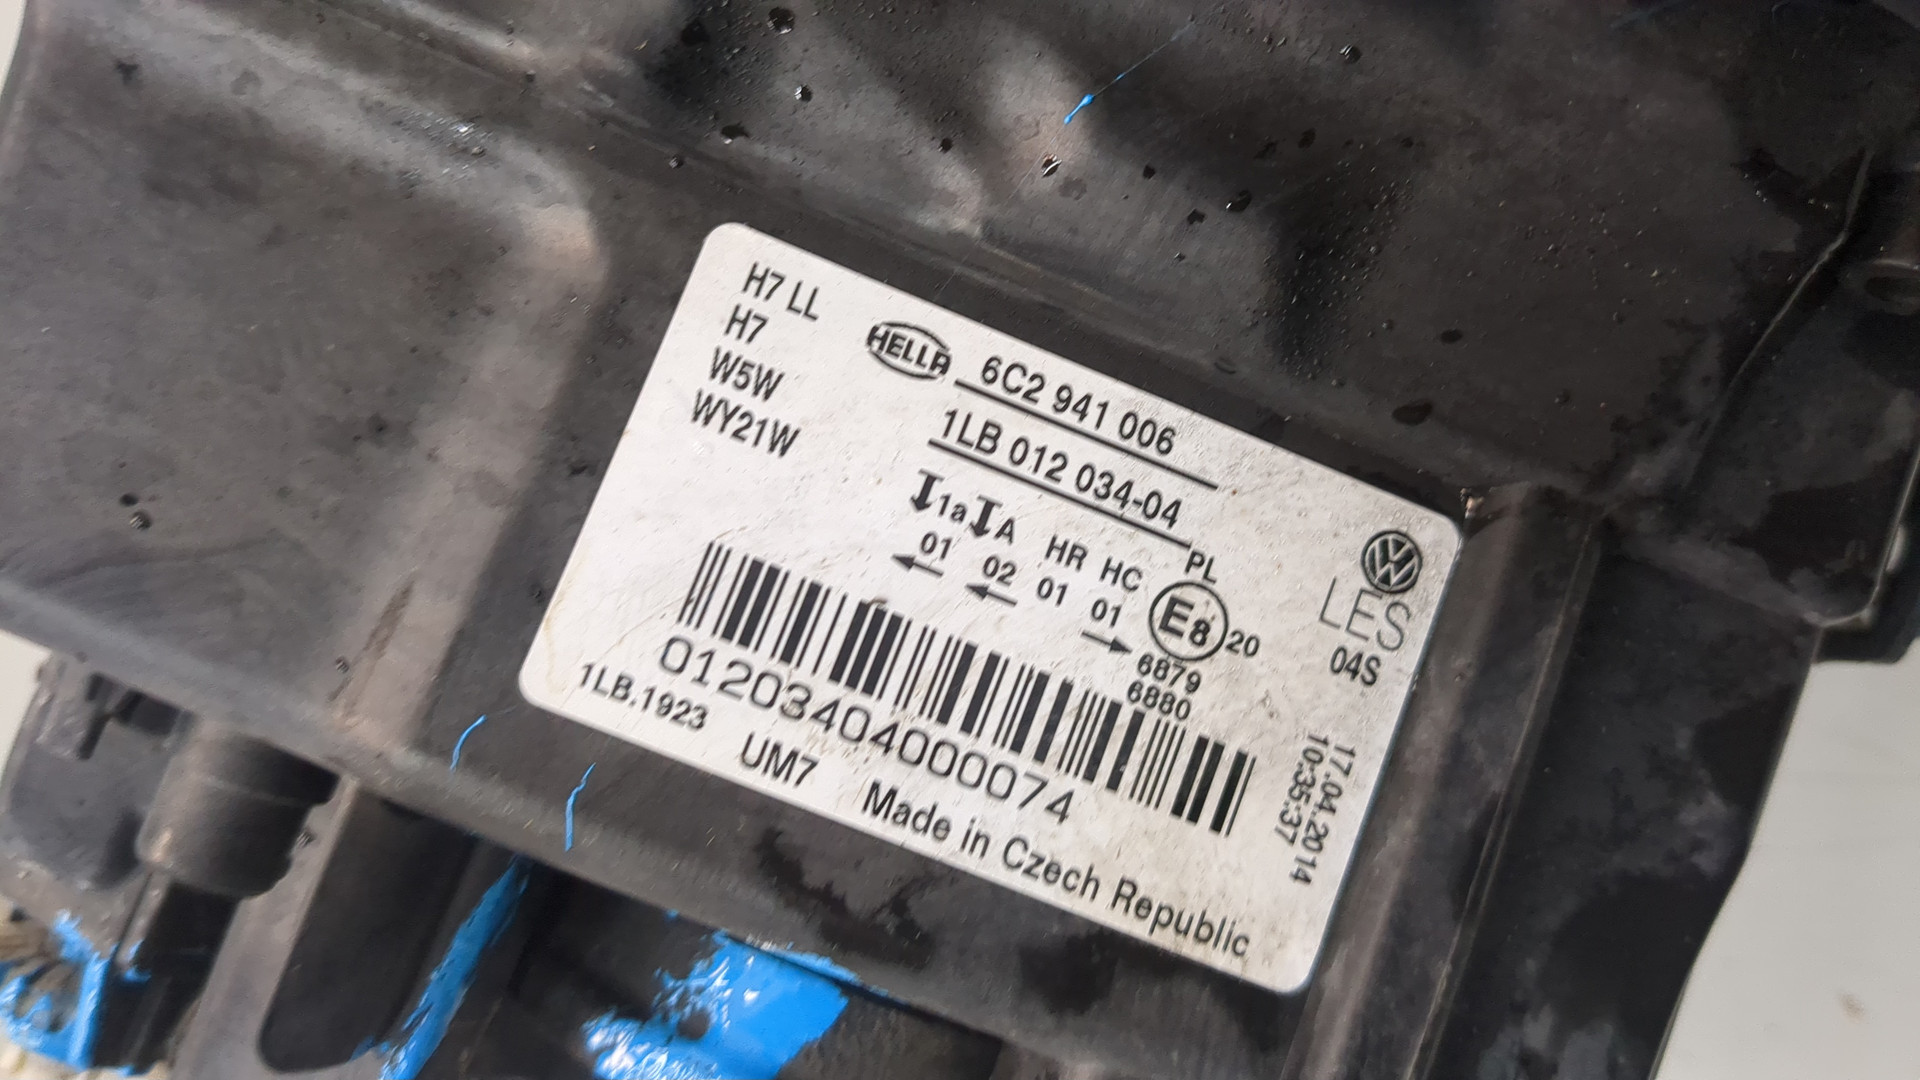 H7 LL
H7
W5W
WY21W
HELLA 6C2 941 006
1LB 012 034-04
1a A HR HC PL
01 02 01 01
E8 20
6879
6880
LES
04S
012034040000074
1LB.1923 UM7 Made in Czech Republic
17.04.2014
10:35:37